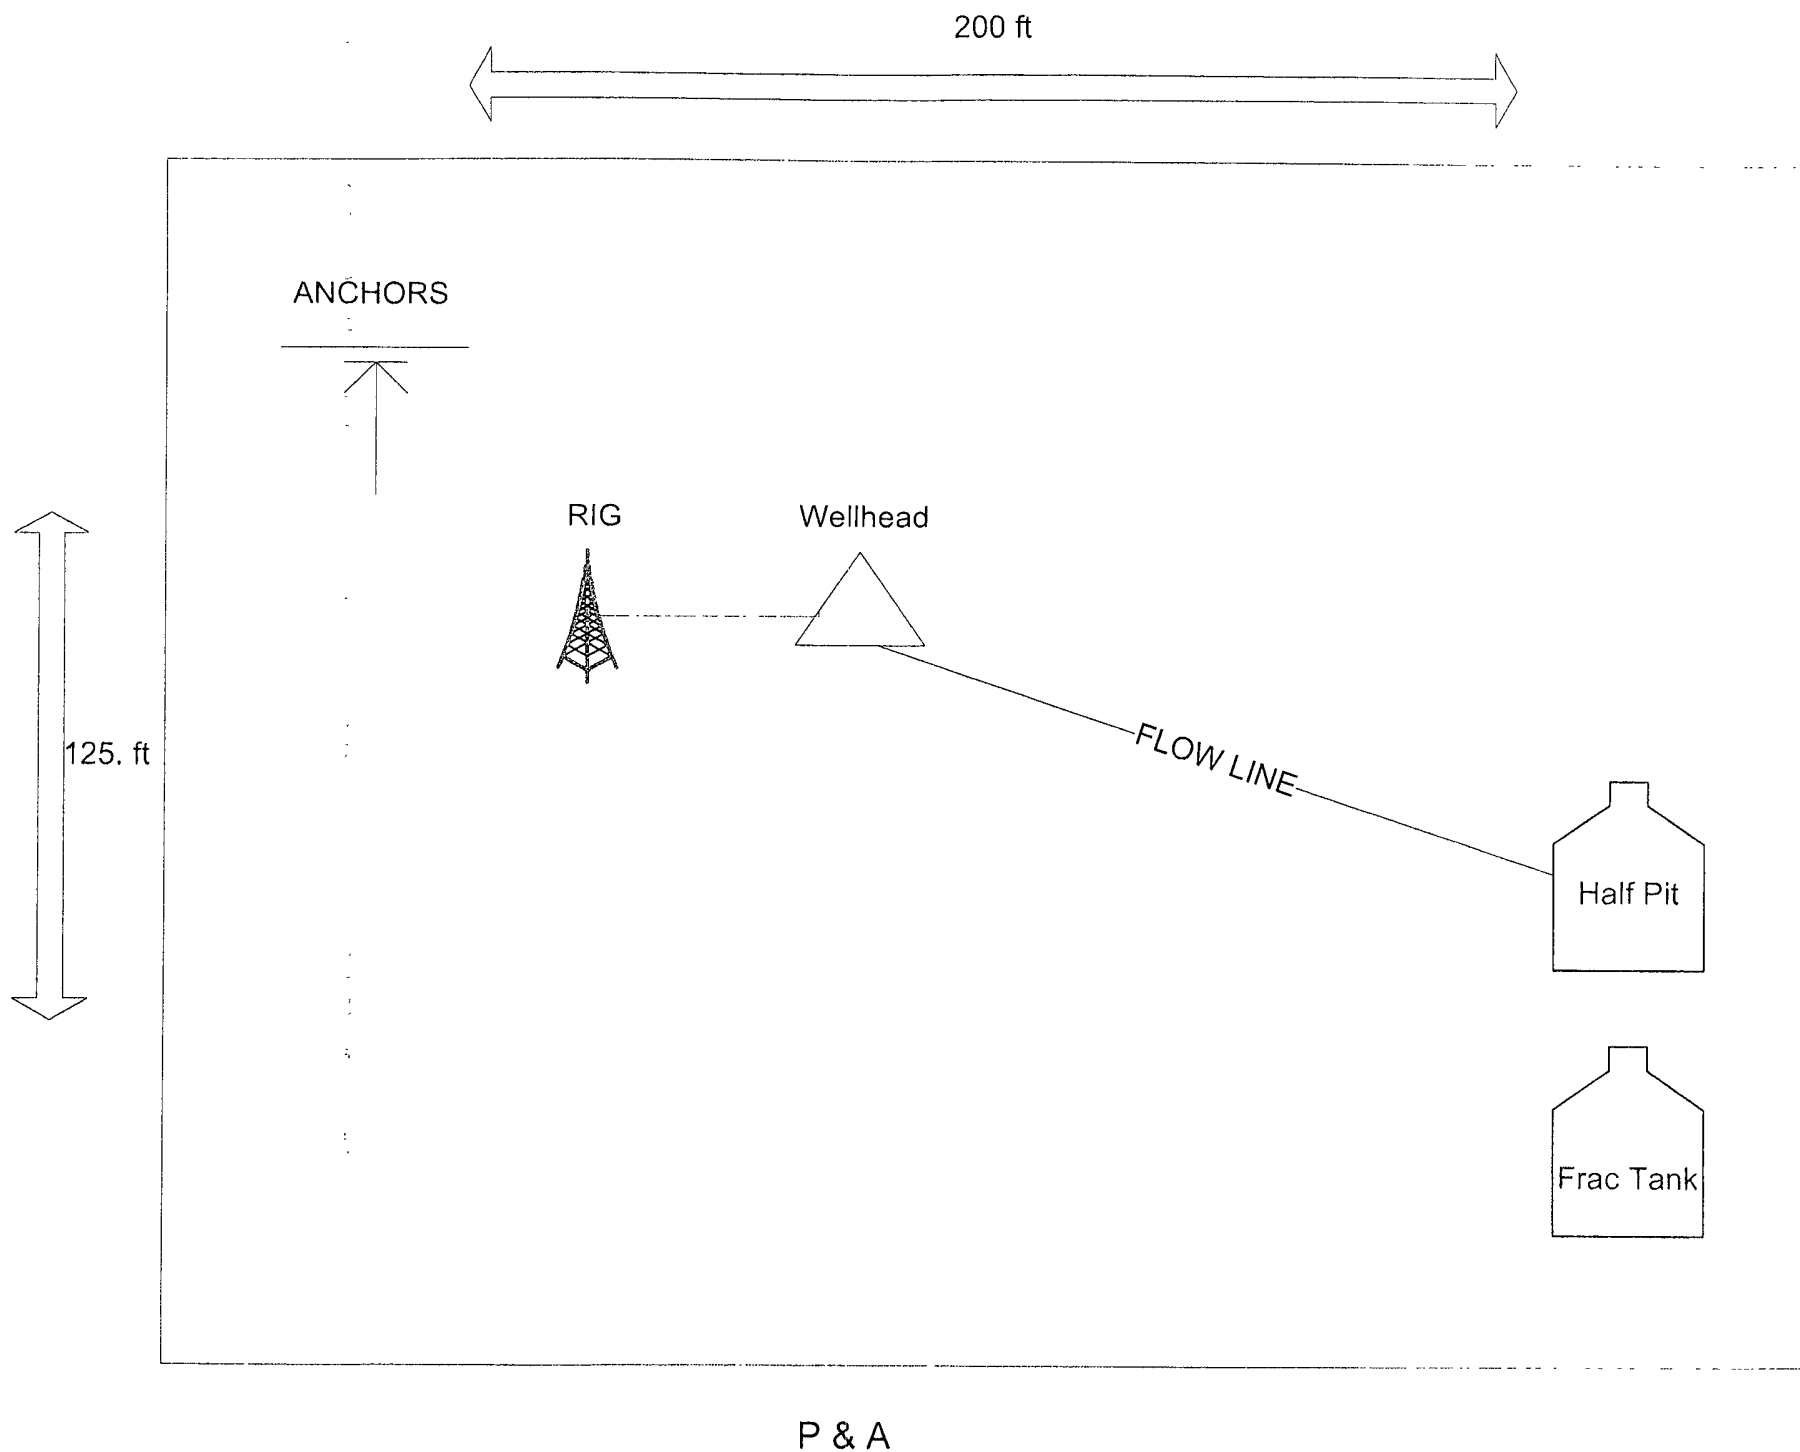 200 ft
ANCHORS
RIG
Wellhead
125. ft
FLOW LINE
Half Pit
Frac Tank
P & A